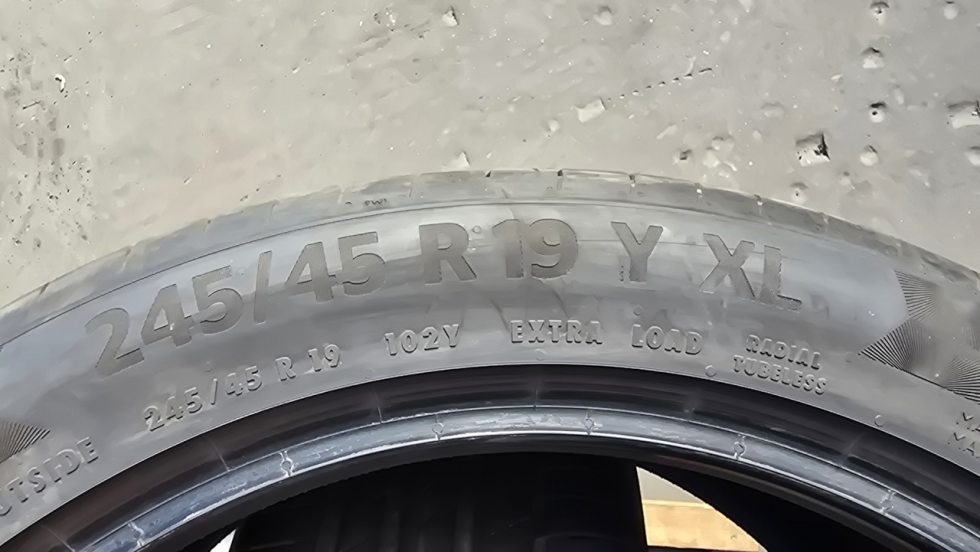 245/45 R 19 Y XL
245/45 R 19 102Y EXTRA LOAD RADIAL
TUBELESS